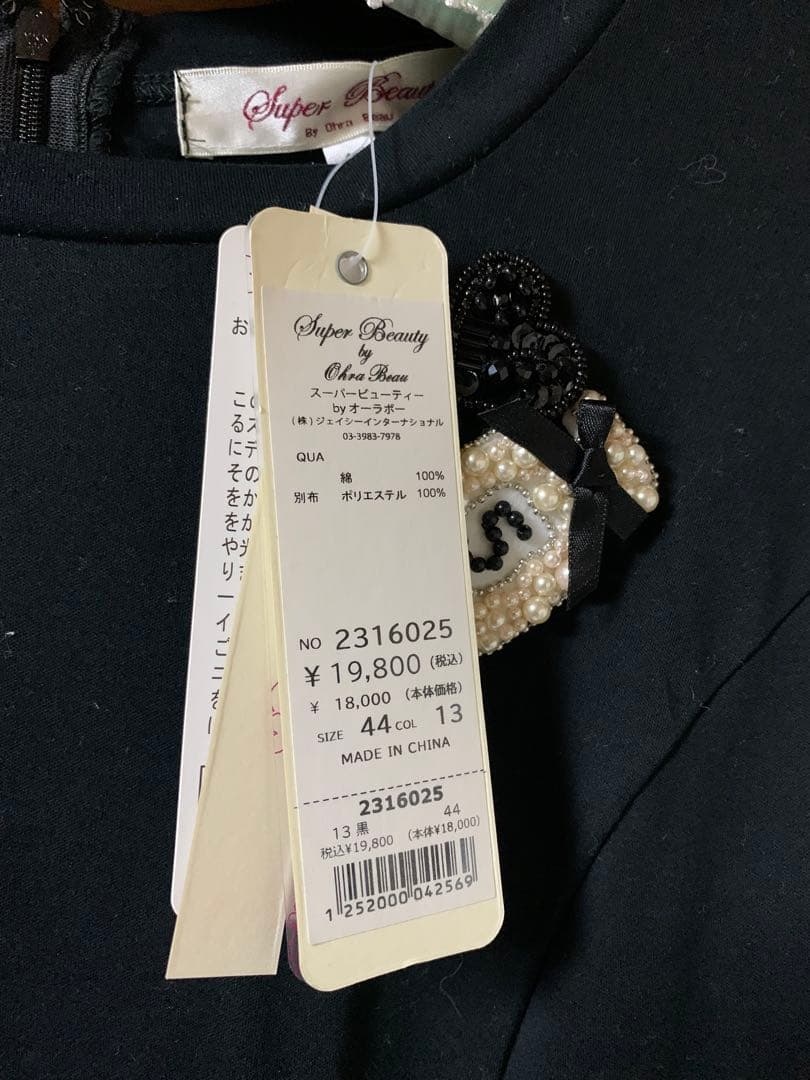 Super Beauty
By Ohra Beau
お
Super Beauty
by
Ohra Beau
スーパービューティー
byオーラボー
(株)ジェイシーインターナショナル
03-3983-7978
QUA
綿 100%
別布 ポリエステル 100%
NO 2316025
¥ 19,800 (税込)
¥ 18,000 (本体価格)
SIZE 44 COL 13
MADE IN CHINA
2316025
13 黒 44
税込¥19,800 (本体¥18,000)
1 252000 042569
S